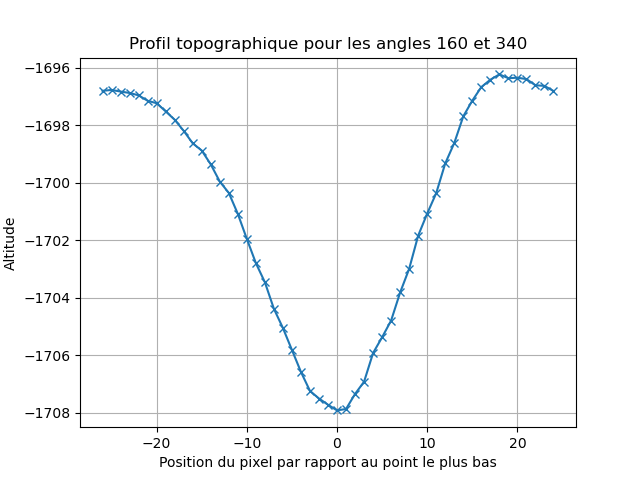 Profil topographique pour les angles 160 et 340
−1696
−1698
−1700
−1702
−1704
−1706
−1708
Altitude
−20 −10 0 10 20
Position du pixel par rapport au point le plus bas